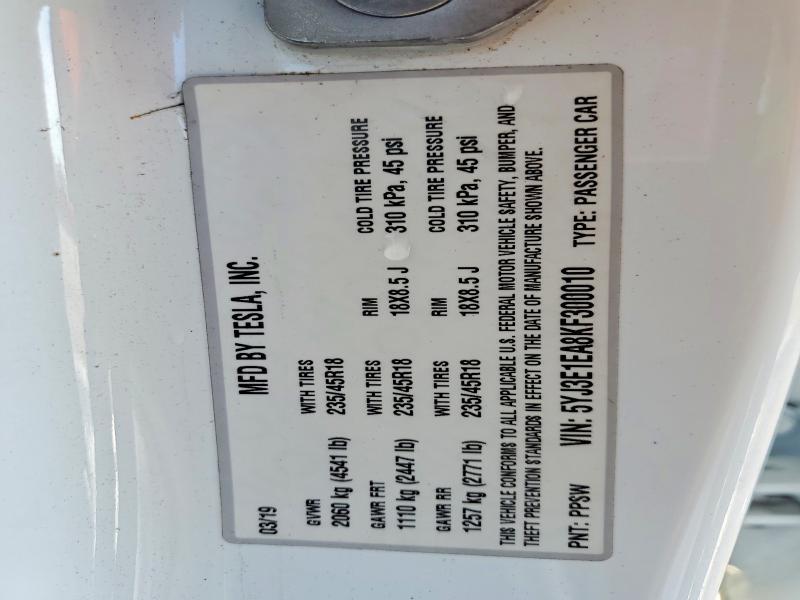 MFD BY TESLA, INC.
03/19
GVWR WITH TIRES RIM COLD TIRE PRESSURE
2060 kg (4541 lb) 235/45R18 18X8.5 J 310 kPa, 45 psi
GAWR FRT WITH TIRES RIM COLD TIRE PRESSURE
1110 kg (2447 lb) 235/45R18 18X8.5 J 310 kPa, 45 psi
GAWR RR WITH TIRES
1257 kg (2771 lb) 235/45R18
THIS VEHICLE CONFORMS TO ALL APPLICABLE U.S. FEDERAL MOTOR VEHICLE SAFETY, BUMPER, AND
THEFT PREVENTION STANDARDS IN EFFECT ON THE DATE OF MANUFACTURE SHOWN ABOVE.
PNT: PPSW VIN: 5YJ3E1EA8KF300010 TYPE: PASSENGER CAR